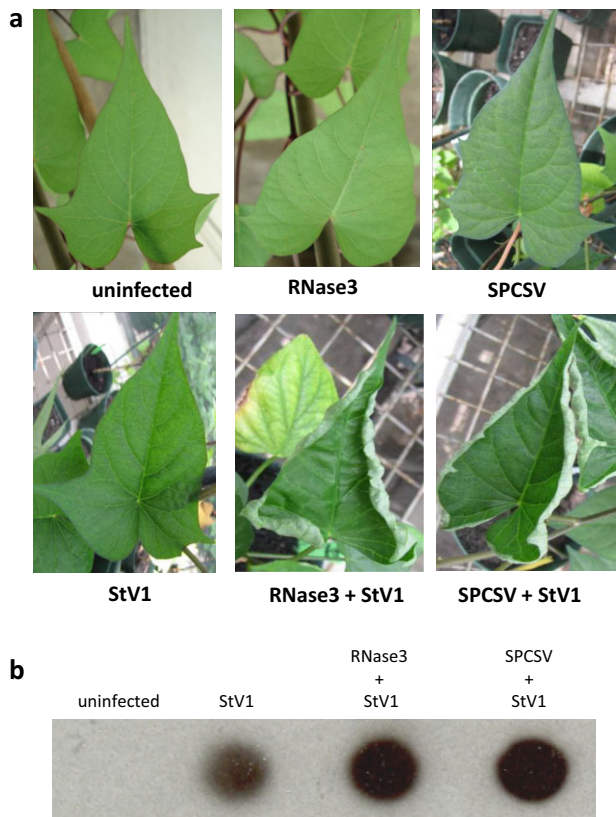 a
uninfected
RNase3
SPCSV
StV1
RNase3 + StV1
SPCSV + StV1
b
uninfected
StV1
RNase3
+
StV1
SPCSV
+
StV1